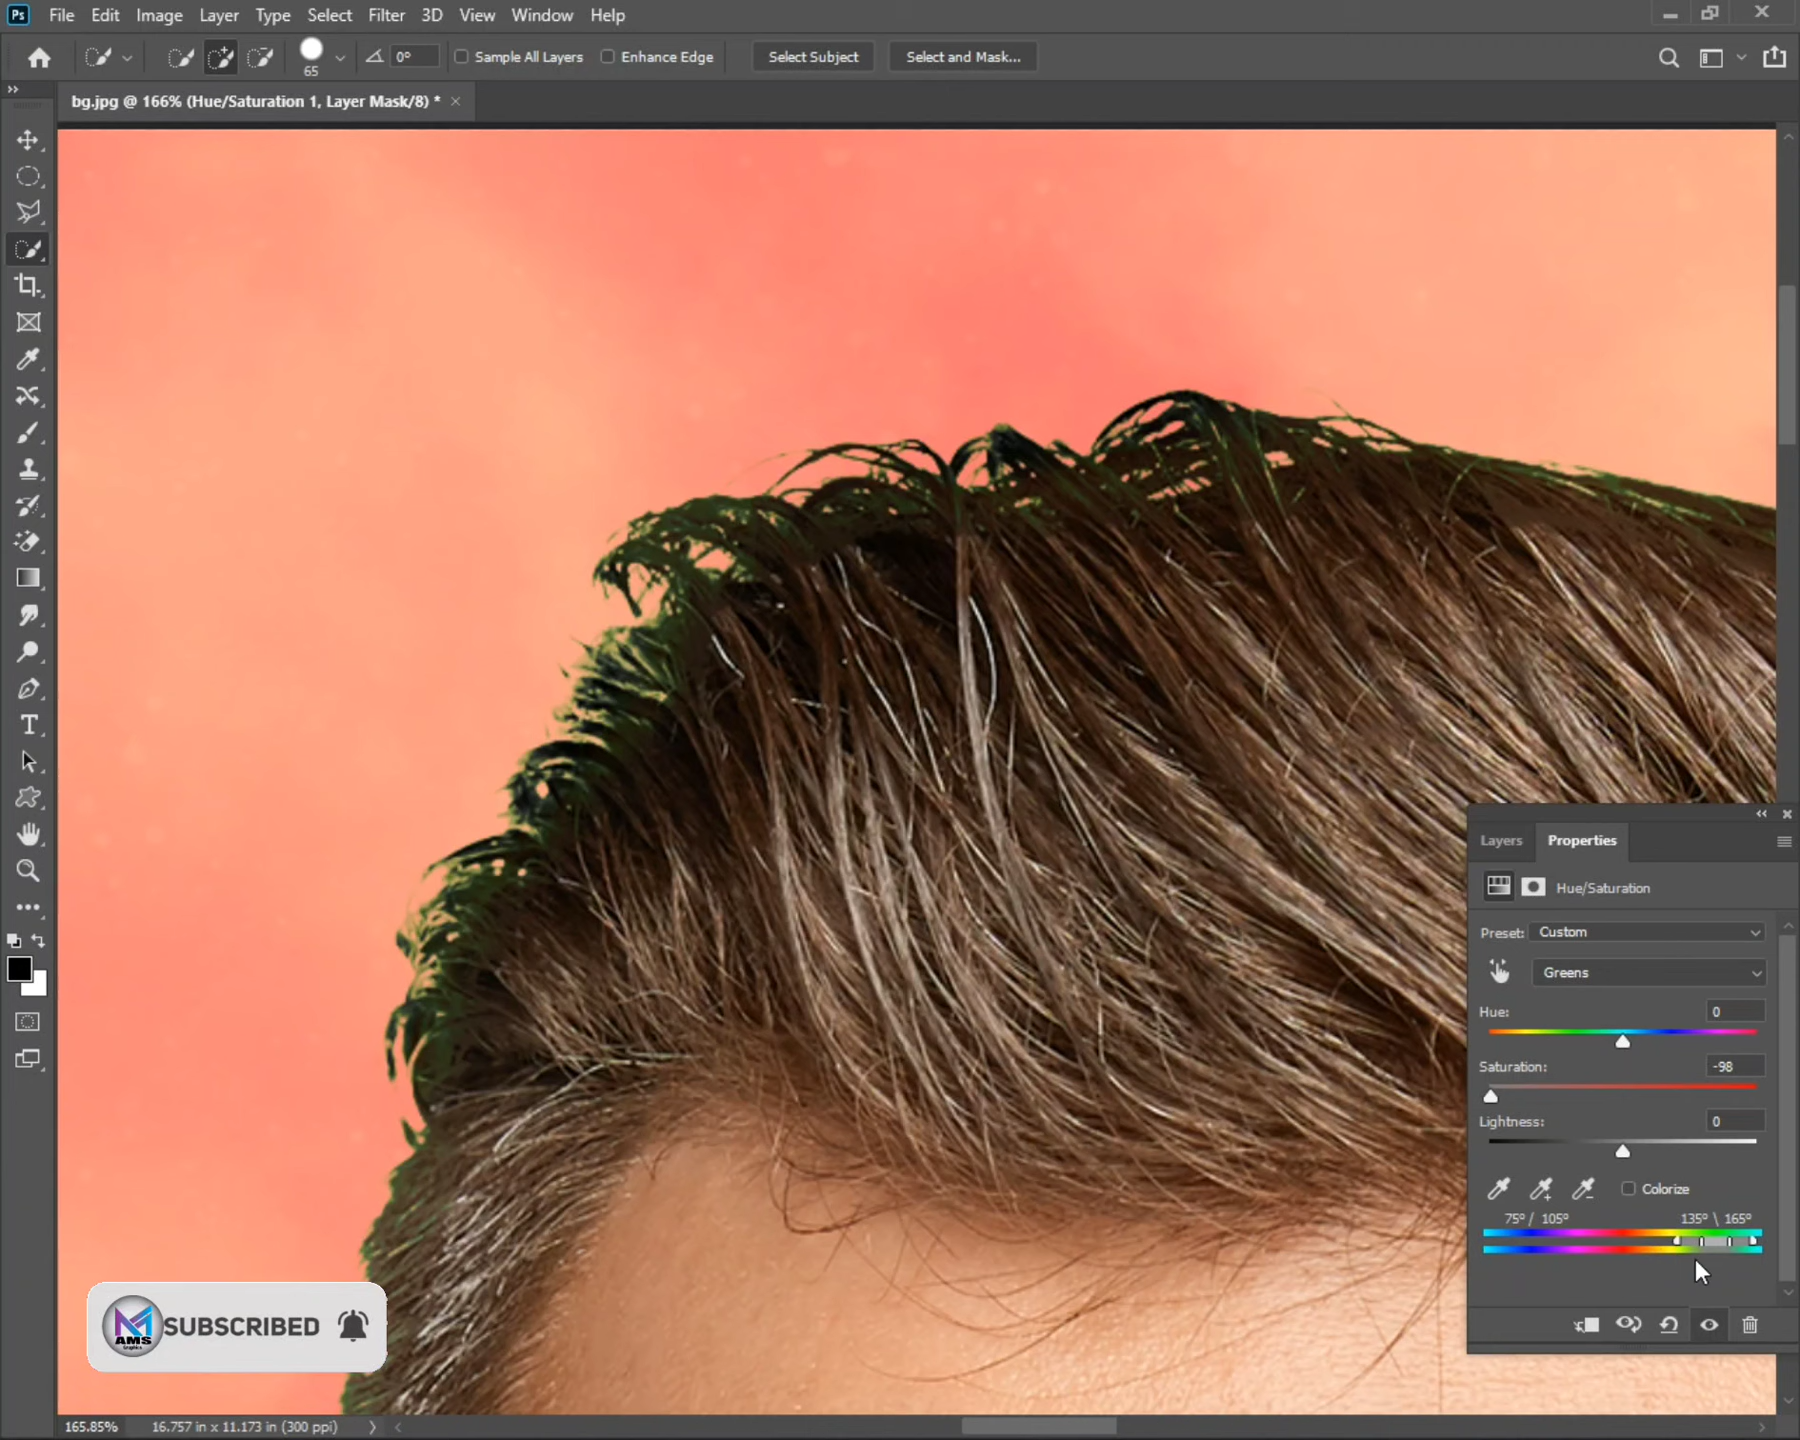 Ps File Edit Image Layer Type Select Filter 3D View Window Help
65 0° Sample All Layers Enhance Edge Select Subject Select and Mask...
bg.jpg @ 166% (Hue/Saturation 1, Layer Mask/8) *
T
Layers Properties
Hue/Saturation
Preset: Custom
Greens
Hue: 0
Saturation: -98
Lightness: 0
Colorize
75° / 105° 135° \ 165°
AMS
Graphics
SUBSCRIBED
165.85% 16.757 in x 11.173 in (300 ppi)